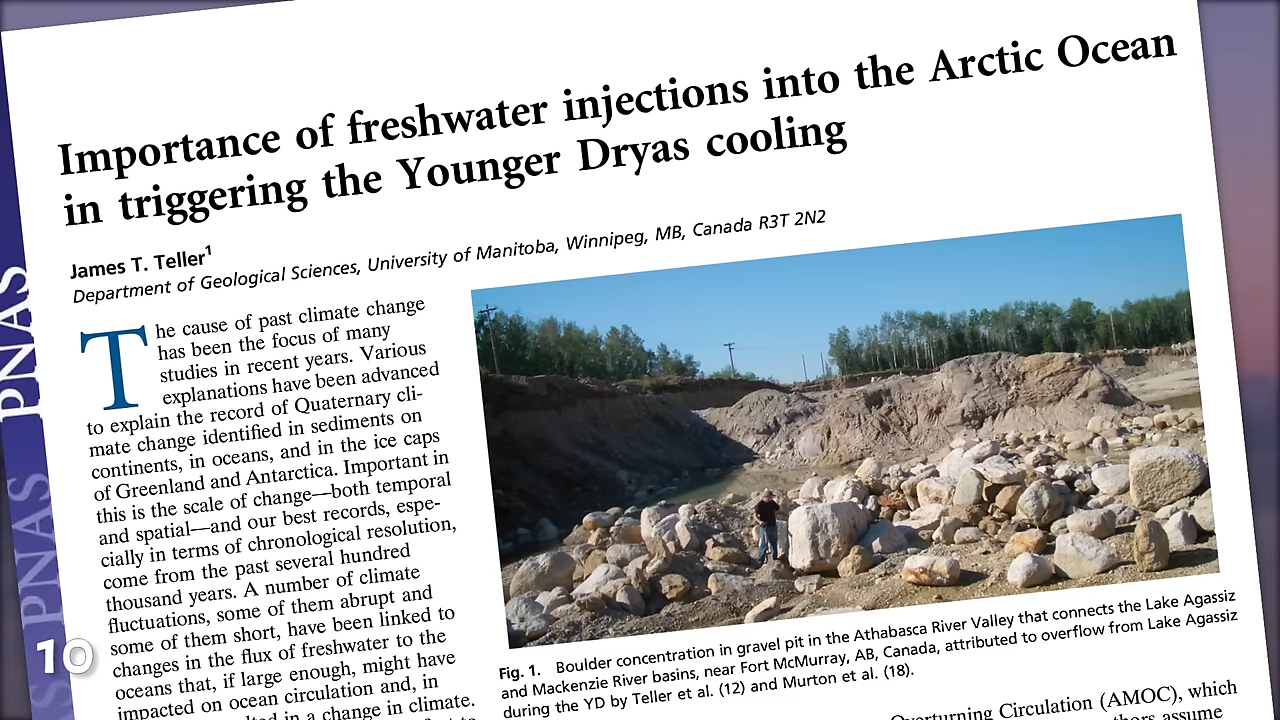 Importance of freshwater injections into the Arctic Ocean
in triggering the Younger Dryas cooling
James T. Teller1
Department of Geological Sciences, University of Manitoba, Winnipeg, MB, Canada R3T 2N2
The cause of past climate change
has been the focus of many
studies in recent years. Various
explanations have been advanced
to explain the record of Quaternary cli-
mate change identified in sediments on
continents, in oceans, and in the ice caps
of Greenland and Antarctica. Important in
this is the scale of change—both temporal
and spatial—and our best records, espe-
cially in terms of chronological resolution,
come from the past several hundred
thousand years. A number of climate
fluctuations, some of them abrupt and
some of them short, have been linked to
changes in the flux of freshwater to the
oceans that, if large enough, might have
impacted on ocean circulation and, in
in a change in climate.
Fig. 1. Boulder concentration in gravel pit in the Athabasca River Valley that connects the Lake Agassiz
and Mackenzie River basins, near Fort McMurray, AB, Canada, attributed to overflow from Lake Agassiz
during the YD by Teller et al. (12) and Murton et al. (18).
Overturning Circulation (AMOC), which
assume
PNAS
PNAS
10